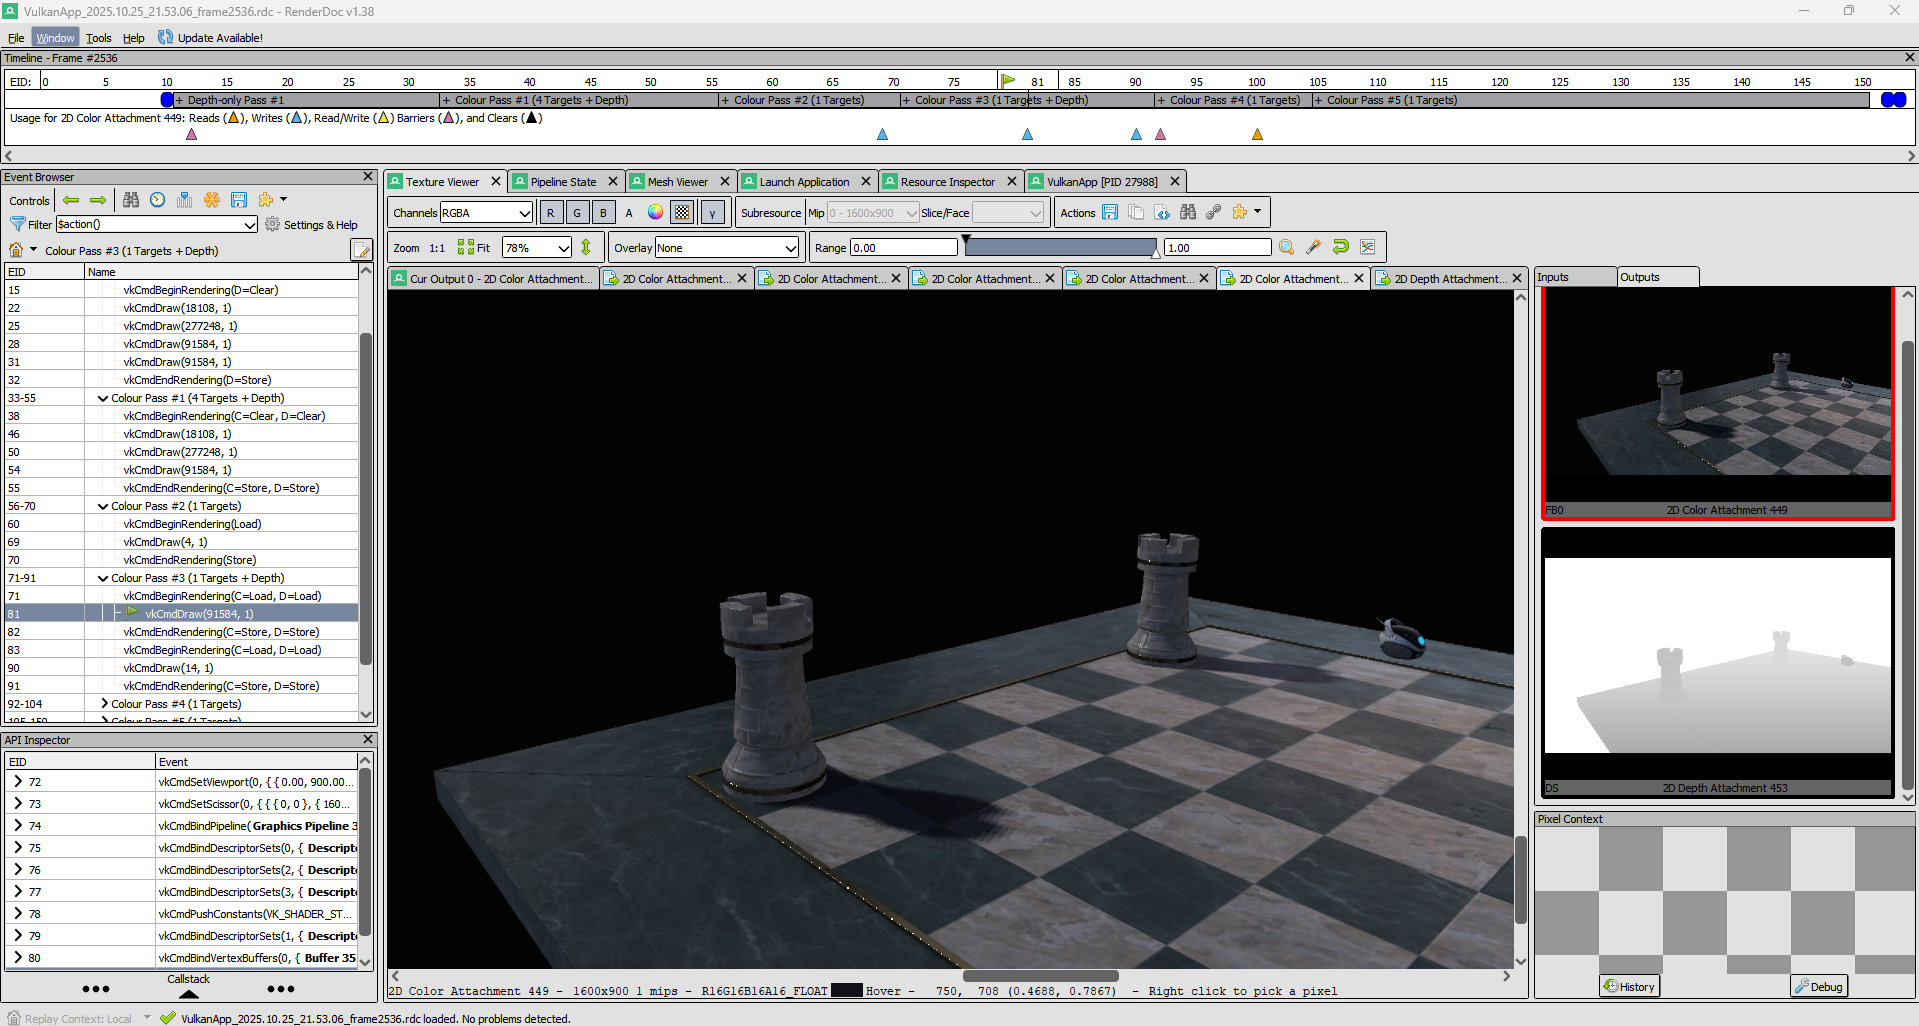 VulkanApp_2025.10.25_21.53.06_frame2536.rdc - RenderDoc v1.38
File Window Tools Help Update Available!
Timeline - Frame #2536
EID: 0 5 10 15 20 25 30 35 40 45 50 55 60 65 70 75 81 85 90 95 100 105 110 115 120 125 130 135 140 145 150
+ Depth-only Pass #1 + Colour Pass #1 (4 Targets + Depth) + Colour Pass #2 (1 Targets) + Colour Pass #3 (1 Targets + Depth) + Colour Pass #4 (1 Targets) + Colour Pass #5 (1 Targets)
Usage for 2D Color Attachment 449: Reads ( ), Writes ( ), Read/Write ( ) Barriers ( ), and Clears ( )
Event Browser
Controls
Filter $action() Settings & Help
Colour Pass #3 (1 Targets + Depth)
EID Name
15 vkCmdBeginRendering(D=Clear)
22 vkCmdDraw(18108, 1)
25 vkCmdDraw(277248, 1)
28 vkCmdDraw(91584, 1)
31 vkCmdDraw(91584, 1)
32 vkCmdEndRendering(D=Store)
33-55 Colour Pass #1 (4 Targets + Depth)
38 vkCmdBeginRendering(C=Clear, D=Clear)
46 vkCmdDraw(18108, 1)
50 vkCmdDraw(277248, 1)
54 vkCmdDraw(91584, 1)
55 vkCmdEndRendering(C=Store, D=Store)
56-70 Colour Pass #2 (1 Targets)
60 vkCmdBeginRendering(Load)
69 vkCmdDraw(4, 1)
70 vkCmdEndRendering(Store)
71-91 Colour Pass #3 (1 Targets + Depth)
71 vkCmdBeginRendering(C=Load, D=Load)
81 vkCmdDraw(91584, 1)
82 vkCmdEndRendering(C=Store, D=Store)
83 vkCmdBeginRendering(C=Load, D=Load)
90 vkCmdDraw(14, 1)
91 vkCmdEndRendering(C=Store, D=Store)
92-104 Colour Pass #4 (1 Targets)
105-150 Colour Pass #5 (1 Targets)
API Inspector
EID Event
72 vkCmdSetViewport(0, { { 0.00, 900.00...
73 vkCmdSetScissor(0, { { { 0, 0 }, { 160...
74 vkCmdBindPipeline( Graphics Pipeline 3
75 vkCmdBindDescriptorSets(0, { Descript
76 vkCmdBindDescriptorSets(2, { Descript
77 vkCmdBindDescriptorSets(3, { Descript
78 vkCmdPushConstants(VK_SHADER_ST...
79 vkCmdBindDescriptorSets(1, { Descript
80 vkCmdBindVertexBuffers(0, { Buffer 35
Callstack
Texture Viewer Pipeline State Mesh Viewer Launch Application Resource Inspector VulkanApp [PID 27988]
Channels RGBA R G B A γ Subresource Mip 0 - 1600x900 Slice/Face Actions
Zoom 1:1 Fit 78% Overlay None Range 0.00 1.00
Cur Output 0 - 2D Color Attachment... 2D Color Attachment... 2D Color Attachment... 2D Color Attachment... 2D Color Attachment... 2D Color Attachment... 2D Depth Attachment...
2D Color Attachment 449 - 1600x900 1 mips - R16G16B16A16_FLOAT Hover - 750, 708 (0.4688, 0.7867) - Right click to pick a pixel
Inputs Outputs
FB0 2D Color Attachment 449
DS 2D Depth Attachment 453
Pixel Context
History Debug
Replay Context: Local VulkanApp_2025.10.25_21.53.06_frame2536.rdc loaded. No problems detected.